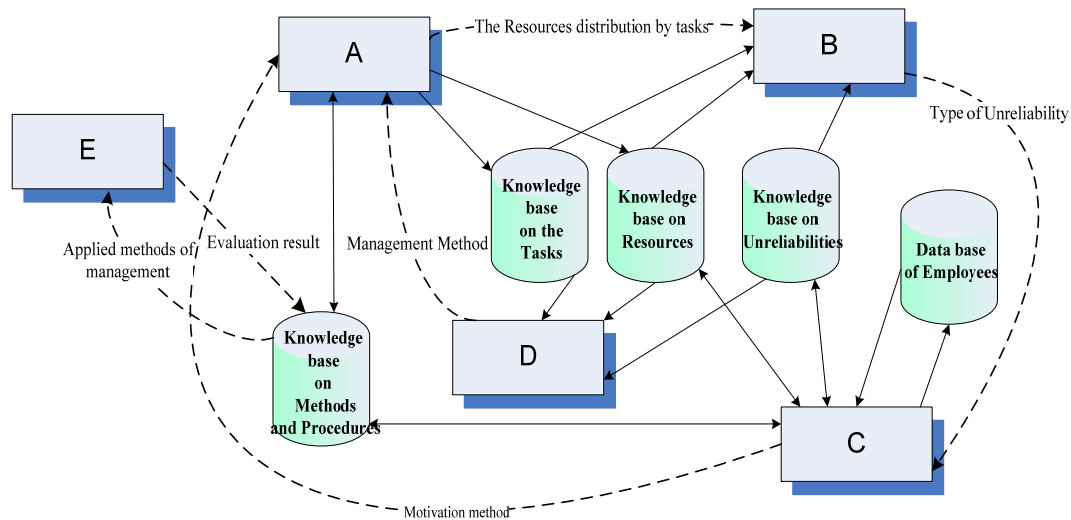 A
The Resources distribution by tasks
B
Type of Unreliability
E
Knowledge
base
on the
Tasks
Knowledge
base on
Resources
Knowledge
base on
Unreliabilities
Data base
of Employees
Applied methods of
management
Evaluation result
Management Method
Knowledge
base
on
Methods
and Procedures
D
C
Motivation method